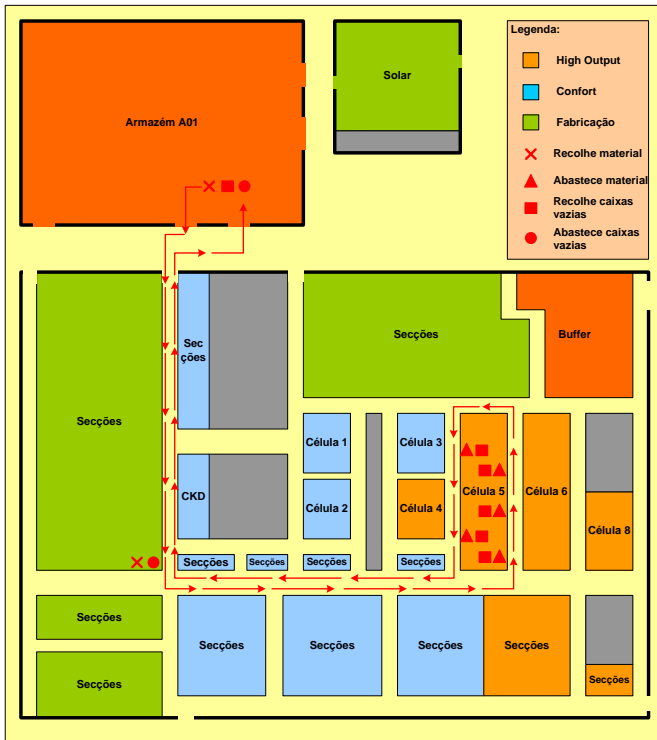 Legenda:
High Output
Confort
Fabricação
Recolhe material
Abastece material
Recolhe caixas
vazias
Abastece caixas
vazias
Solar
Armazém A01
Sec
ções
Secções
Buffer
Secções
Célula 1
Célula 3
Célula 5
Célula 6
CKD
Célula 2
Célula 4
Célula 8
Secções
Secções
Secções
Secções
Secções
Secções
Secções
Secções
Secções
Secções
Secções